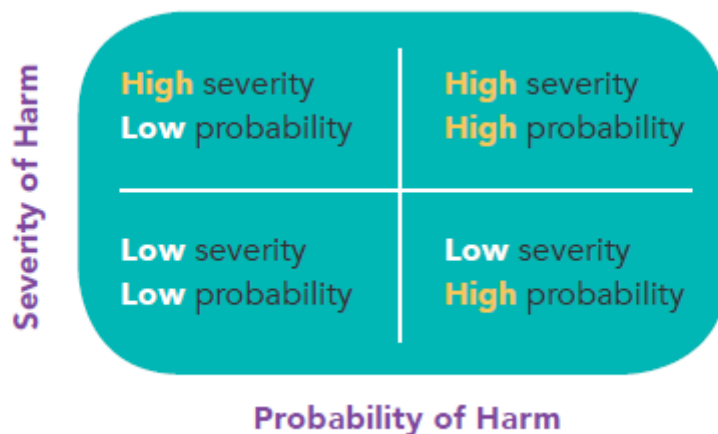 Severity of Harm
High severity
Low probability
High severity
High probability
Low severity
Low probability
Low severity
High probability
Probability of Harm